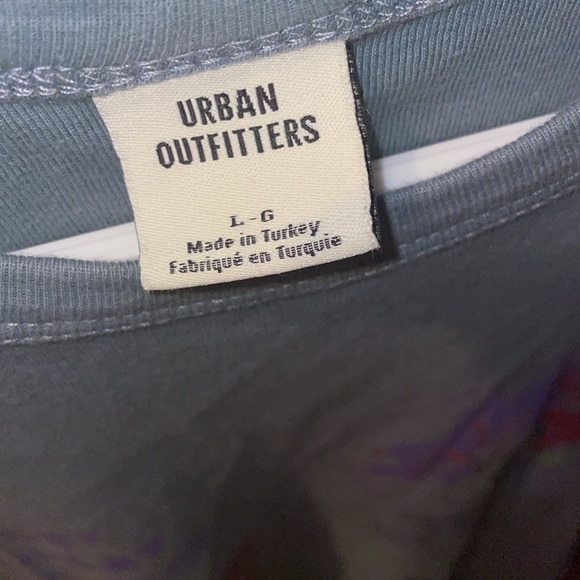 URBAN
OUTFITTERS
L-G
Made in Turkey
Fabriqué en Turquie